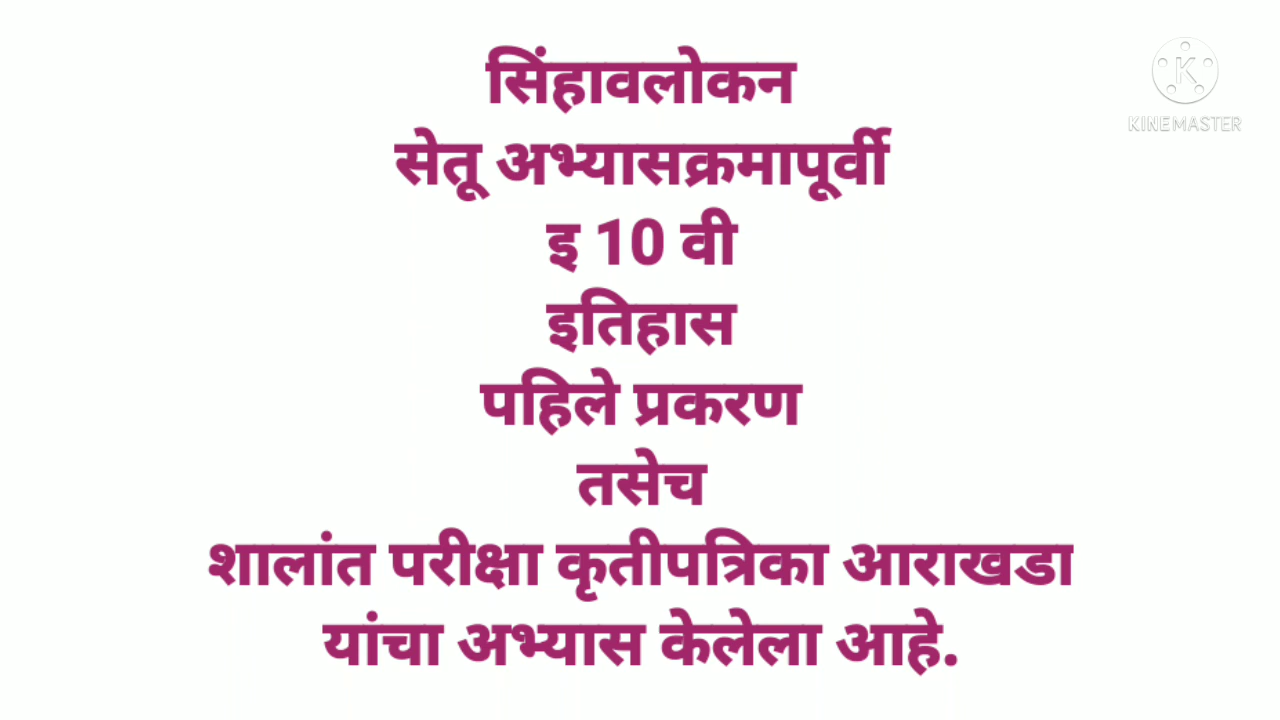 सिंहावलोकन
सेतू अभ्यासक्रमापूर्वी
इ 10 वी
इतिहास
पहिले प्रकरण
तसेच
शालांत परीक्षा कृतीपत्रिका आराखडा
यांचा अभ्यास केलेला आहे.
K
KINEMASTER